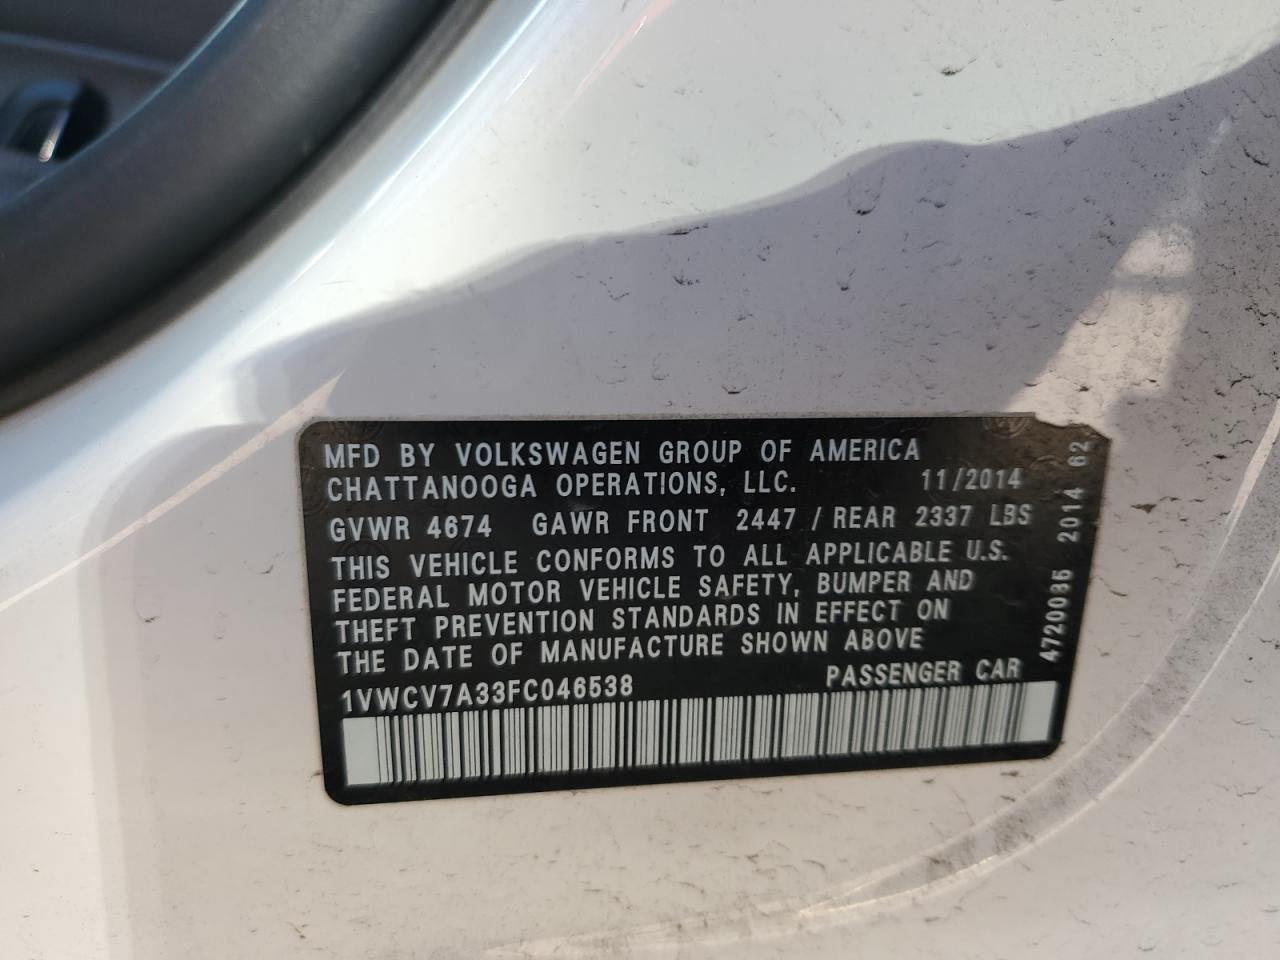 MFD BY VOLKSWAGEN GROUP OF AMERICA
CHATTANOOGA OPERATIONS, LLC. 11/2014
GVWR 4674 GAWR FRONT 2447 / REAR 2337 LBS
THIS VEHICLE CONFORMS TO ALL APPLICABLE U.S.
FEDERAL MOTOR VEHICLE SAFETY, BUMPER AND
THEFT PREVENTION STANDARDS IN EFFECT ON
THE DATE OF MANUFACTURE SHOWN ABOVE
1VWCV7A33FC046538 PASSENGER CAR
4720086 2014 62